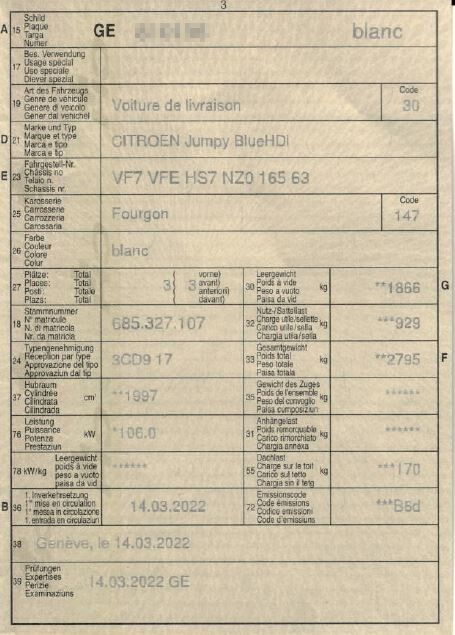 3
A 15 Schild GE blanc
Plaque
Targa
Numer
17 Bes. Verwendung
Usage spécial
Uso speciale
Diever spezial
19 Art des Fahrzeugs Voiture de livraison Code 30
Genre de véhicule
Genere di veicolo
Gener dal vehichel
D 21 Marke und Typ CITROEN Jumpy BlueHDi
Marque et type
Marca e tipo
Marca e tip
E 23 Fahrgestell-Nr. VF7 VFE HS7 NZ0 165 63
Châssis no
Telaio n.
Schassis nr.
25 Karosserie Fourgon Code 147
Carrosserie
Carrozzeria
Carossaria
26 Farbe blanc
Couleur
Colore
Colur
27 Plätze: Total 3 ( 3 vorne)
Places: Total avant)
Posti: Totale anteriori)
Plazs: Total davant)
30 Leergewicht kg **1866 G
Poids à vide
Peso a vuoto
Paisa da vid
18 Stammnummer 685.327.107
N° matricule
N. di matricola
Nr. da matricla
32 Nutz-/Sattellast kg ***929
Charge utile/sellette
Carico utile/sella
Chargia utila/sella
24 Typengenehmigung 3CD9 17
Réception par type
Approvazione del tipo
Approvaziun dal tip
33 Gesamtgewicht kg **2795 F
Poids total
Peso totale
Paisa totala
37 Hubraum cm³ **1997
Cylindrée
Cilindrata
Cilindrada
35 Gewicht des Zuges kg ******
Poids de l'ensemble
Peso del convoglio
Paisa cumposiziun
76 Leistung kW *106.0
Puissance
Potenza
Prestaziun
31 Anhängelast kg ******
Poids remorquable
Carico rimorchiato
Chargia annexa
78 kW/kg Leergewicht ******
poids à vide
peso a vuoto
paisa da vid
55 Dachlast kg ***170
Charge sur le toit
Carico sul tetto
Chargia sin il tetg
B 36 1. Inverkehrsetzung 14.03.2022
1re mise en circulation
1a messa in circolazione
1. entrada en circulaziun
72 Emissionscode ***B6d
Code émissions
Codice emissioni
Code d'emissiuns
38 Genève, le 14.03.2022
39 Prüfungen 14.03.2022 GE
Expertises
Perizie
Examinaziuns